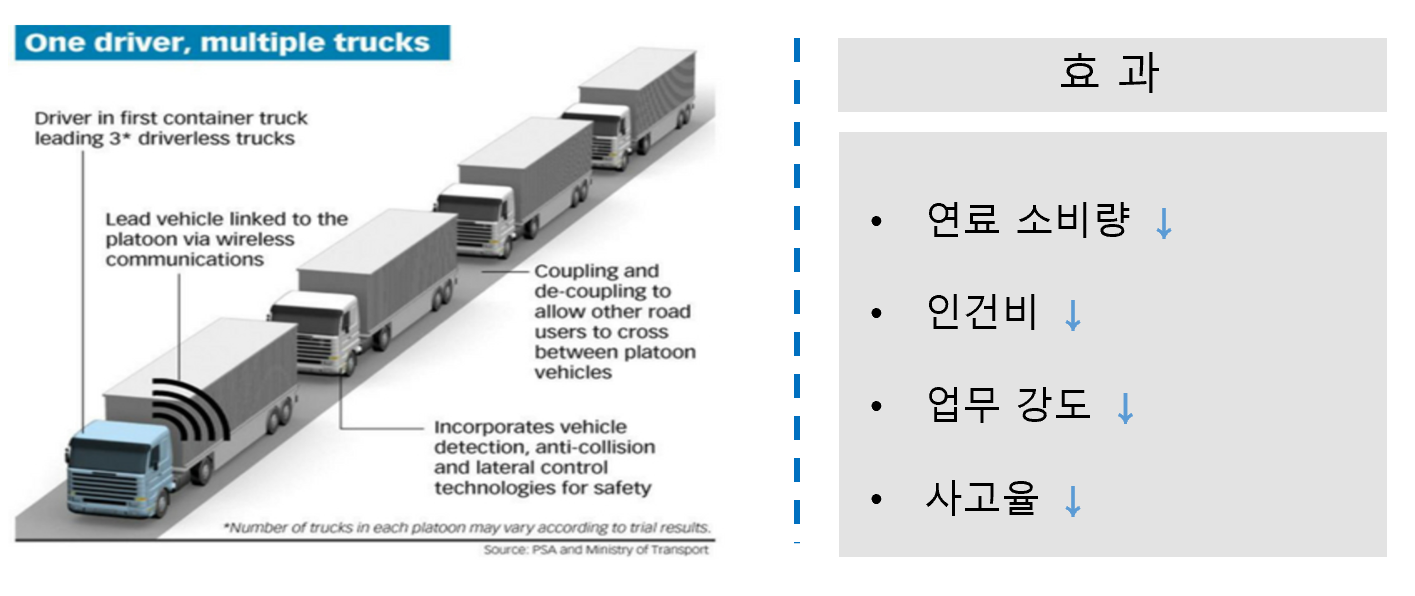 One driver, multiple trucks
Driver in first container truck
leading 3* driverless trucks
Lead vehicle linked to the
platoon via wireless
communications
Coupling and
de-coupling to
allow other road
users to cross
between platoon
vehicles
Incorporates vehicle
detection, anti-collision
and lateral control
technologies for safety
*Number of trucks in each platoon may vary according to trial results.
Source: PSA and Ministry of Transport
효 과
• 연료 소비량 ↓
• 인건비 ↓
• 업무 강도 ↓
• 사고율 ↓